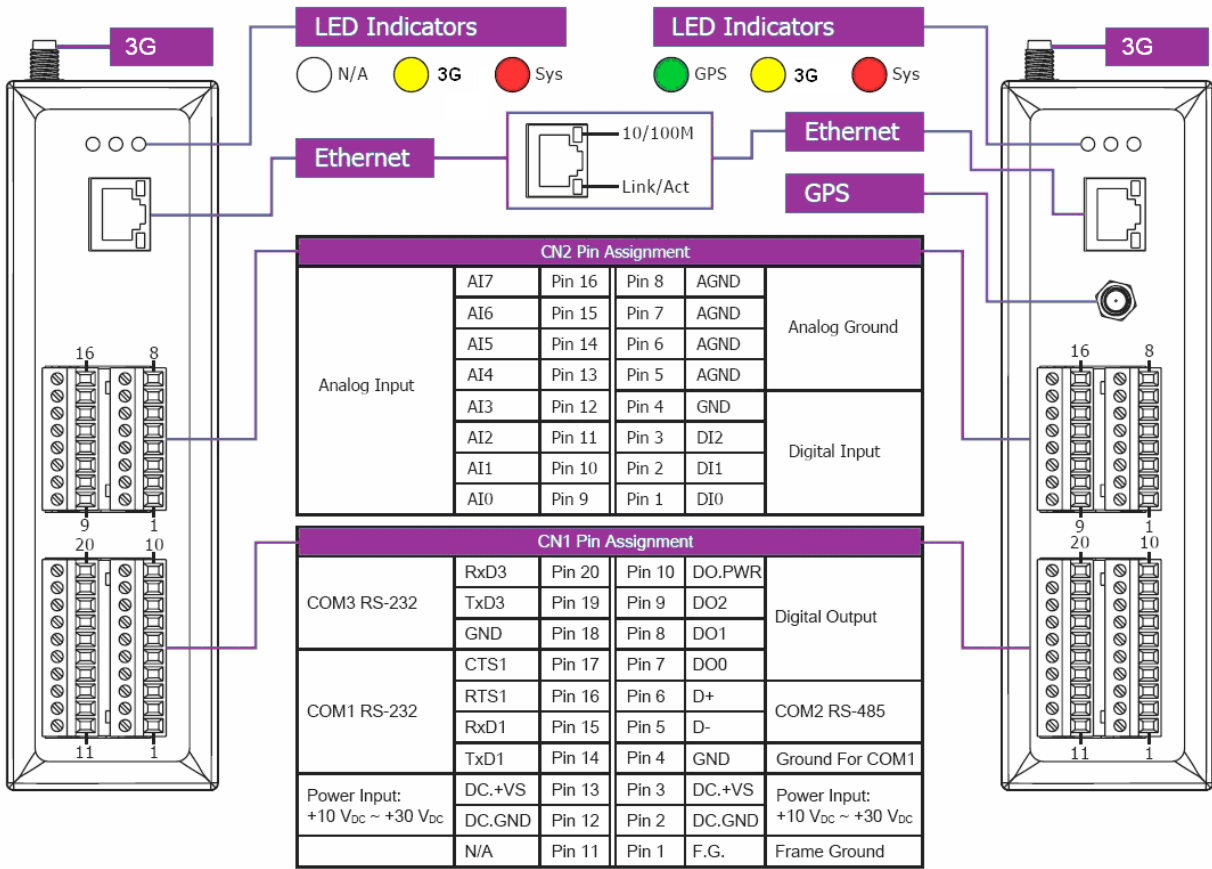 3G
LED Indicators
LED Indicators
3G
N/A 3G Sys
GPS 3G Sys
10/100M
Link/Act
Ethernet
Ethernet
GPS
CN2 Pin Assignment
Analog Input
AI7 Pin 16 Pin 8 AGND
AI6 Pin 15 Pin 7 AGND
AI5 Pin 14 Pin 6 AGND
AI4 Pin 13 Pin 5 AGND
Analog Ground
AI3 Pin 12 Pin 4 GND
AI2 Pin 11 Pin 3 DI2
AI1 Pin 10 Pin 2 DI1
AI0 Pin 9 Pin 1 DI0
Digital Input
16 8
9 1
20 10
11 1
16 8
9 1
20 10
11 1
CN1 Pin Assignment
COM3 RS-232
RxD3 Pin 20 Pin 10 DO.PWR
TxD3 Pin 19 Pin 9 DO2
GND Pin 18 Pin 8 DO1
CTS1 Pin 17 Pin 7 DO0
Digital Output
COM1 RS-232
RTS1 Pin 16 Pin 6 D+
RxD1 Pin 15 Pin 5 D-
COM2 RS-485
TxD1 Pin 14 Pin 4 GND Ground For COM1
Power Input:
+10 VDC ~ +30 VDC
DC.+VS Pin 13 Pin 3 DC.+VS
DC.GND Pin 12 Pin 2 DC.GND
Power Input:
+10 VDC ~ +30 VDC
N/A Pin 11 Pin 1 F.G. Frame Ground